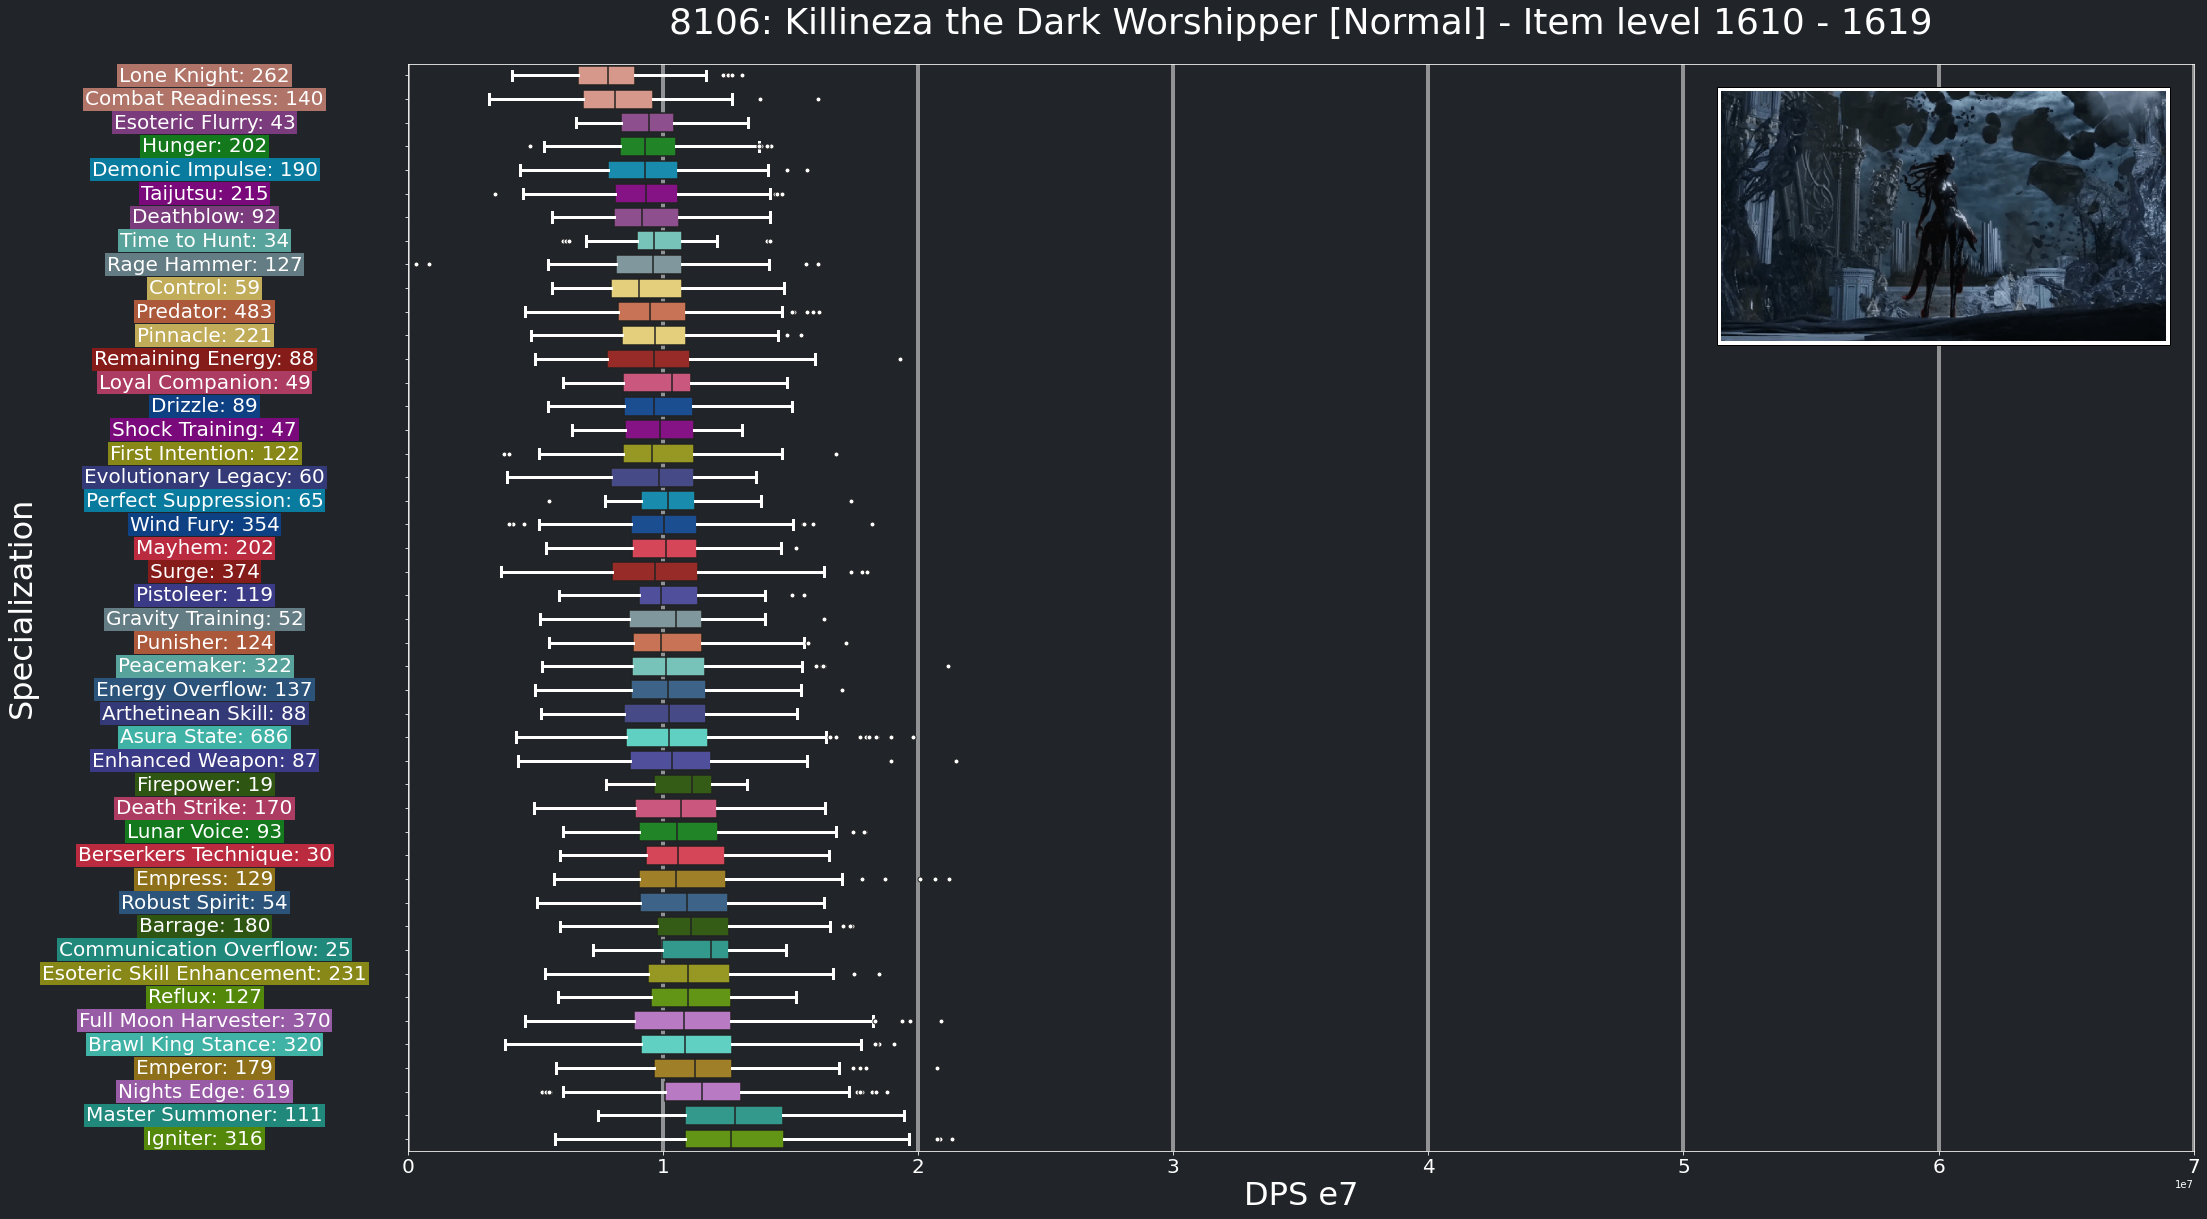 8106: Killineza the Dark Worshipper [Normal] - Item level 1610 - 1619
Specialization
Lone Knight: 262
Combat Readiness: 140
Esoteric Flurry: 43
Hunger: 202
Demonic Impulse: 190
Taijutsu: 215
Deathblow: 92
Time to Hunt: 34
Rage Hammer: 127
Control: 59
Predator: 483
Pinnacle: 221
Remaining Energy: 88
Loyal Companion: 49
Drizzle: 89
Shock Training: 47
First Intention: 122
Evolutionary Legacy: 60
Perfect Suppression: 65
Wind Fury: 354
Mayhem: 202
Surge: 374
Pistoleer: 119
Gravity Training: 52
Punisher: 124
Peacemaker: 322
Energy Overflow: 137
Arthetinean Skill: 88
Asura State: 686
Enhanced Weapon: 87
Firepower: 19
Death Strike: 170
Lunar Voice: 93
Berserkers Technique: 30
Empress: 129
Robust Spirit: 54
Barrage: 180
Communication Overflow: 25
Esoteric Skill Enhancement: 231
Reflux: 127
Full Moon Harvester: 370
Brawl King Stance: 320
Emperor: 179
Nights Edge: 619
Master Summoner: 111
Igniter: 316
0 1 2 3 4 5 6 7
1e7
DPS e7